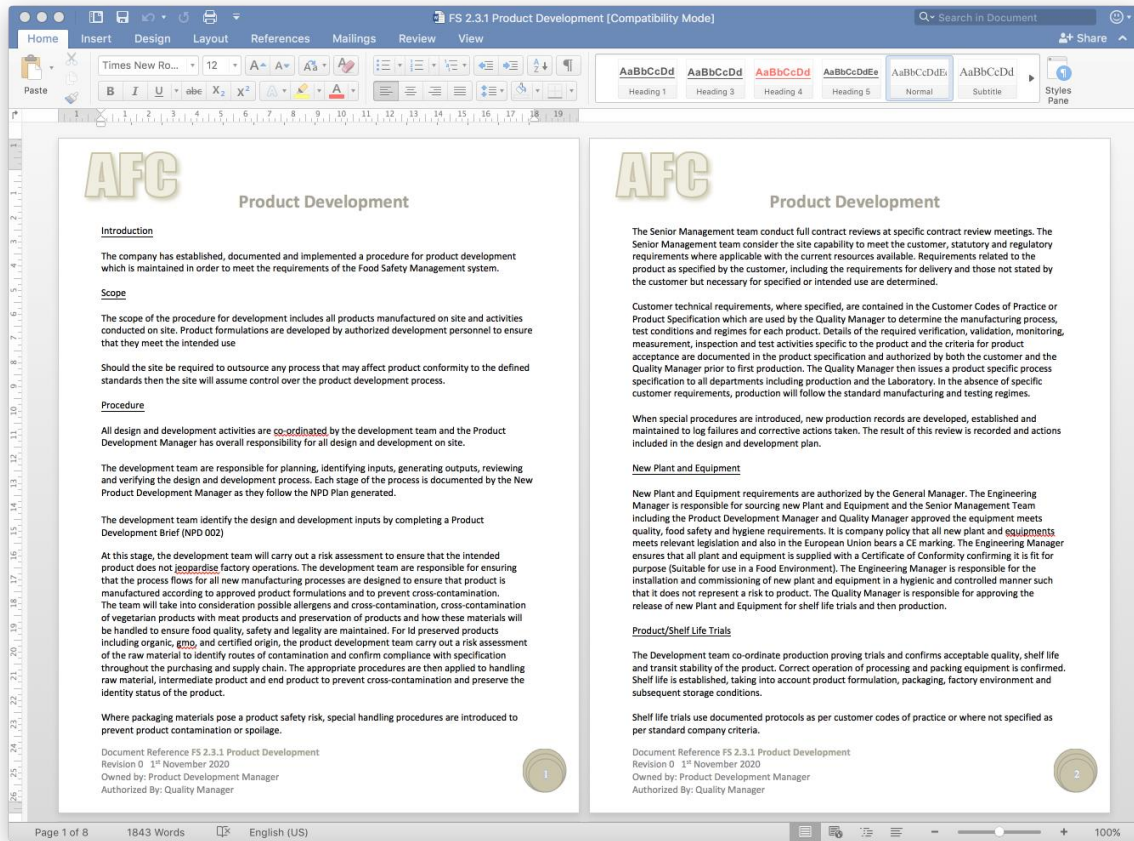 FS 2.3.1 Product Development [Compatibility Mode]
Search in Document
Home Insert Design Layout References Mailings Review View
Share
Paste
Times New Ro... 12
AaBbCcDd AaBbCcDd AaBbCcDd AaBbCcDdEe AaBbCcDdEe AaBbCcDd
Heading 1 Heading 3 Heading 4 Heading 5 Normal Subtitle
Styles Pane
AFC
Product Development
Introduction
The company has established, documented and implemented a procedure for product development
which is maintained in order to meet the requirements of the Food Safety Management system.
Scope
The scope of the procedure for development includes all products manufactured on site and activities
conducted on site. Product formulations are developed by authorized development personnel to ensure
that they meet the intended use
Should the site be required to outsource any process that may affect product conformity to the defined
standards then the site will assume control over the product development process.
Procedure
All design and development activities are co-ordinated by the development team and the Product
Development Manager has overall responsibility for all design and development on site.
The development team are responsible for planning, identifying inputs, generating outputs, reviewing
and verifying the design and development process. Each stage of the process is documented by the New
Product Development Manager as they follow the NPD Plan generated.
The development team identify the design and development inputs by completing a Product
Development Brief (NPD 002)
At this stage, the development team will carry out a risk assessment to ensure that the intended
product does not jeopardise factory operations. The development team are responsible for ensuring
that the process flows for all new manufacturing processes are designed to ensure that product is
manufactured according to approved product formulations and to prevent cross-contamination.
The team will take into consideration possible allergens and cross-contamination, cross-contamination
of vegetarian products with meat products and preservation of products and how these materials will
be handled to ensure food quality, safety and legality are maintained. For Id preserved products
including organic, gmo, and certified origin, the product development team carry out a risk assessment
of the raw material to identify routes of contamination and confirm compliance with specification
throughout the purchasing and supply chain. The appropriate procedures are then applied to handling
raw material, intermediate product and end product to prevent cross-contamination and preserve the
identity status of the product.
Where packaging materials pose a product safety risk, special handling procedures are introduced to
prevent product contamination or spoilage.
Document Reference FS 2.3.1 Product Development
Revision 0 1st November 2020
Owned by: Product Development Manager
Authorized By: Quality Manager
1
AFC
Product Development
The Senior Management team conduct full contract reviews at specific contract review meetings. The
Senior Management team consider the site capability to meet the customer, statutory and regulatory
requirements where applicable with the current resources available. Requirements related to the
product as specified by the customer, including the requirements for delivery and those not stated by
the customer but necessary for specified or intended use are determined.
Customer technical requirements, where specified, are contained in the Customer Codes of Practice or
Product Specification which are used by the Quality Manager to determine the manufacturing process,
test conditions and regimes for each product. Details of the required verification, validation, monitoring,
measurement, inspection and test activities specific to the product and the criteria for product
acceptance are documented in the product specification and authorized by both the customer and the
Quality Manager prior to first production. The Quality Manager then issues a product specific process
specification to all departments including production and the Laboratory. In the absence of specific
customer requirements, production will follow the standard manufacturing and testing regimes.
When special procedures are introduced, new production records are developed, established and
maintained to log failures and corrective actions taken. The result of this review is recorded and actions
included in the design and development plan.
New Plant and Equipment
New Plant and Equipment requirements are authorized by the General Manager. The Engineering
Manager is responsible for sourcing new Plant and Equipment and the Senior Management Team
including the Product Development Manager and Quality Manager approved the equipment meets
quality, food safety and hygiene requirements. It is company policy that all new plant and equipments
meets relevant legislation and also in the European Union bears a CE marking. The Engineering Manager
ensures that all plant and equipment is supplied with a Certificate of Conformity confirming it is fit for
purpose (Suitable for use in a Food Environment). The Engineering Manager is responsible for the
installation and commissioning of new plant and equipment in a hygienic and controlled manner such
that it does not represent a risk to product. The Quality Manager is responsible for approving the
release of new Plant and Equipment for shelf life trials and then production.
Product/Shelf Life Trials
The Development team co-ordinate production proving trials and confirms acceptable quality, shelf life
and transit stability of the product. Correct operation of processing and packing equipment is confirmed.
Shelf life is established, taking into account product formulation, packaging, factory environment and
subsequent storage conditions.
Shelf life trials use documented protocols as per customer codes of practice or where not specified as
per standard company criteria.
Document Reference FS 2.3.1 Product Development
Revision 0 1st November 2020
Owned by: Product Development Manager
Authorized By: Quality Manager
2
Page 1 of 8 1843 Words English (US) 100%